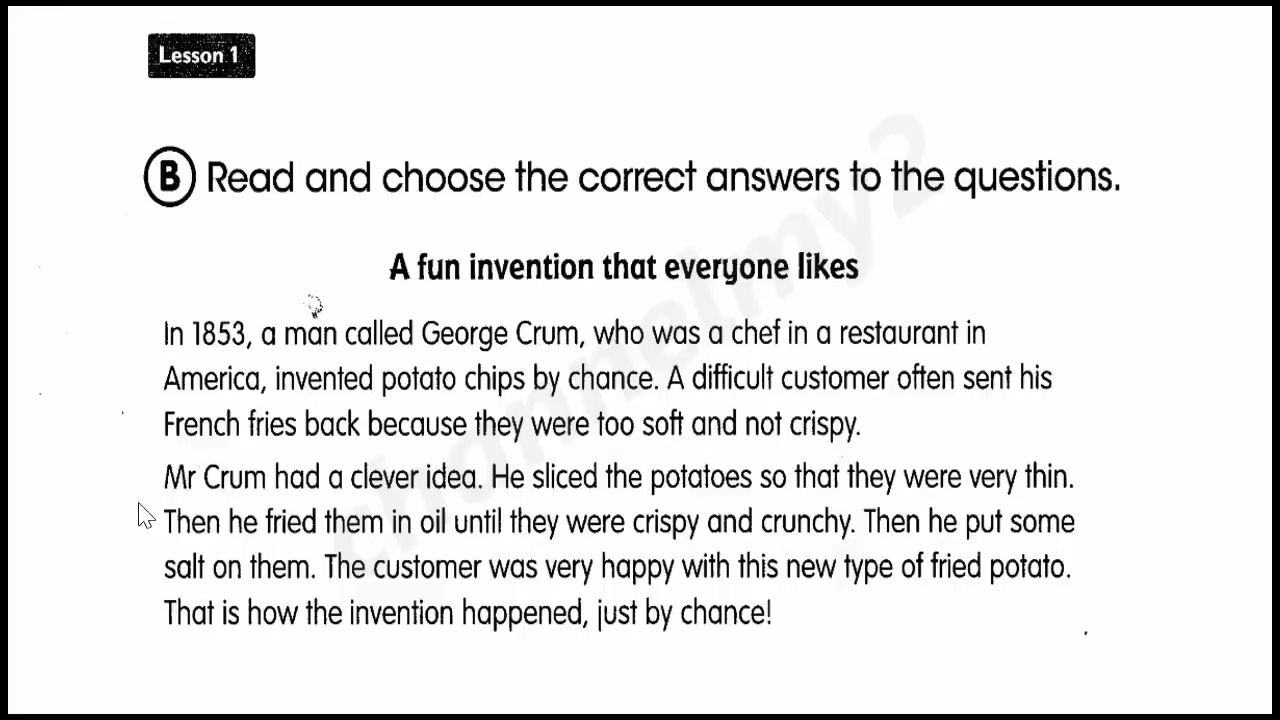 Lesson 1
B Read and choose the correct answers to the questions.
A fun invention that everyone likes
In 1853, a man called George Crum, who was a chef in a restaurant in
America, invented potato chips by chance. A difficult customer often sent his
French fries back because they were too soft and not crispy.
Mr Crum had a clever idea. He sliced the potatoes so that they were very thin.
Then he fried them in oil until they were crispy and crunchy. Then he put some
salt on them. The customer was very happy with this new type of fried potato.
That is how the invention happened, just by chance!
channelmy2